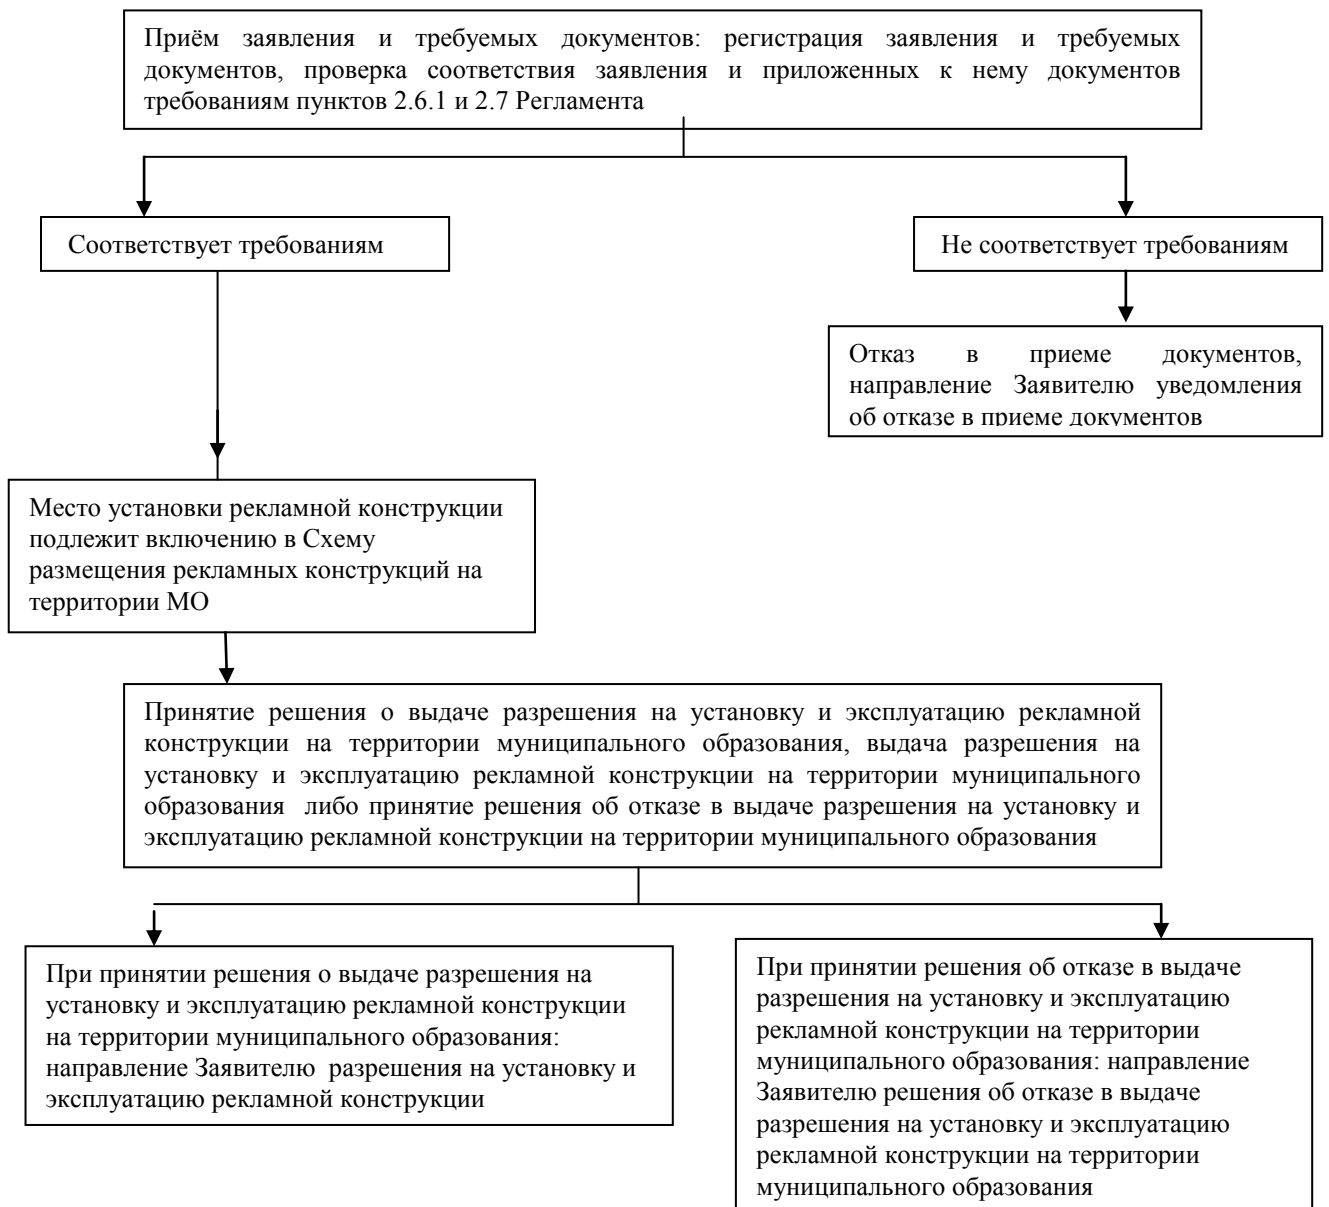 Приём заявления и требуемых документов: регистрация заявления и требуемых
документов, проверка соответствия заявления и приложенных к нему документов
требованиям пунктов 2.6.1 и 2.7 Регламента
Соответствует требованиям
Не соответствует требованиям
Отказ в приеме документов,
направление Заявителю уведомления
об отказе в приеме документов
Место установки рекламной конструкции
подлежит включению в Схему
размещения рекламных конструкций на
территории МО
Принятие решения о выдаче разрешения на установку и эксплуатацию рекламной
конструкции на территории муниципального образования, выдача разрешения на
установку и эксплуатацию рекламной конструкции на территории муниципального
образования либо принятие решения об отказе в выдаче разрешения на установку и
эксплуатацию рекламной конструкции на территории муниципального образования
При принятии решения о выдаче разрешения на
установку и эксплуатацию рекламной конструкции
на территории муниципального образования:
направление Заявителю разрешения на установку и
эксплуатацию рекламной конструкции
При принятии решения об отказе в выдаче
разрешения на установку и эксплуатацию
рекламной конструкции на территории
муниципального образования: направление
Заявителю решения об отказе в выдаче
разрешения на установку и эксплуатацию
рекламной конструкции на территории
муниципального образования